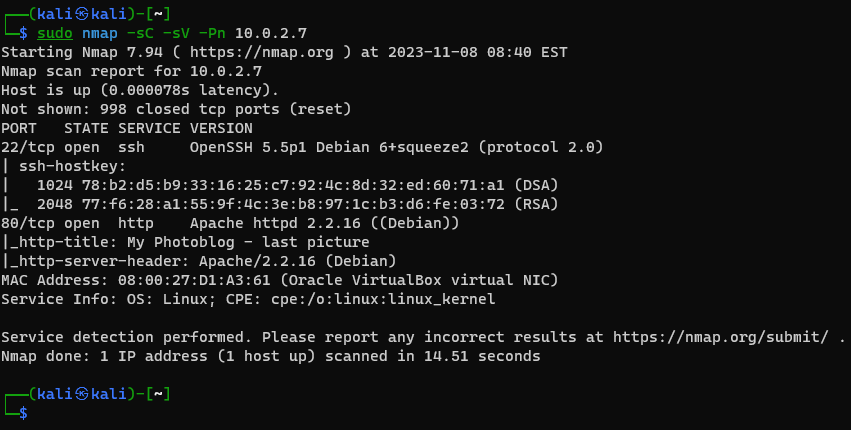 ┌──(kali㉿kali)-[~]
└─$ sudo nmap -sC -sV -Pn 10.0.2.7
Starting Nmap 7.94 ( https://nmap.org ) at 2023-11-08 08:40 EST
Nmap scan report for 10.0.2.7
Host is up (0.000078s latency).
Not shown: 998 closed tcp ports (reset)
PORT   STATE SERVICE VERSION
22/tcp open  ssh     OpenSSH 5.5p1 Debian 6+squeeze2 (protocol 2.0)
| ssh-hostkey:
|   1024 78:b2:d5:b9:33:16:25:c7:92:4c:8d:32:ed:60:71:a1 (DSA)
|_  2048 77:f6:28:a1:55:9f:4c:3e:b8:97:1c:b3:d6:fe:03:72 (RSA)
80/tcp open  http    Apache httpd 2.2.16 ((Debian))
|_http-title: My Photoblog - last picture
|_http-server-header: Apache/2.2.16 (Debian)
MAC Address: 08:00:27:D1:A3:61 (Oracle VirtualBox virtual NIC)
Service Info: OS: Linux; CPE: cpe:/o:linux:linux_kernel

Service detection performed. Please report any incorrect results at https://nmap.org/submit/ .
Nmap done: 1 IP address (1 host up) scanned in 14.51 seconds

┌──(kali㉿kali)-[~]
└─$